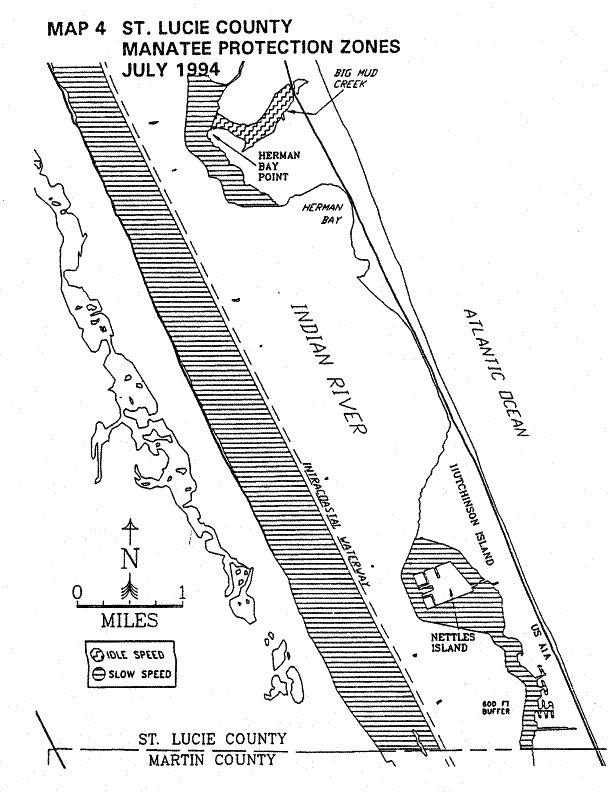 MAP 4 ST. LUCIE COUNTY
MANATEE PROTECTION ZONES
JULY 1994
BIG MUD
CREEK
HERMAN
BAY
POINT
HERMAN
BAY
INDIAN RIVER
ATLANTIC OCEAN
HUTCHINSON ISLAND
INTRACOASTAL WATERWAY
N
0 1
MILES
NETTLES
ISLAND
US A1A
IDLE SPEED
SLOW SPEED
600 FT
BUFFER
ST. LUCIE COUNTY
MARTIN COUNTY